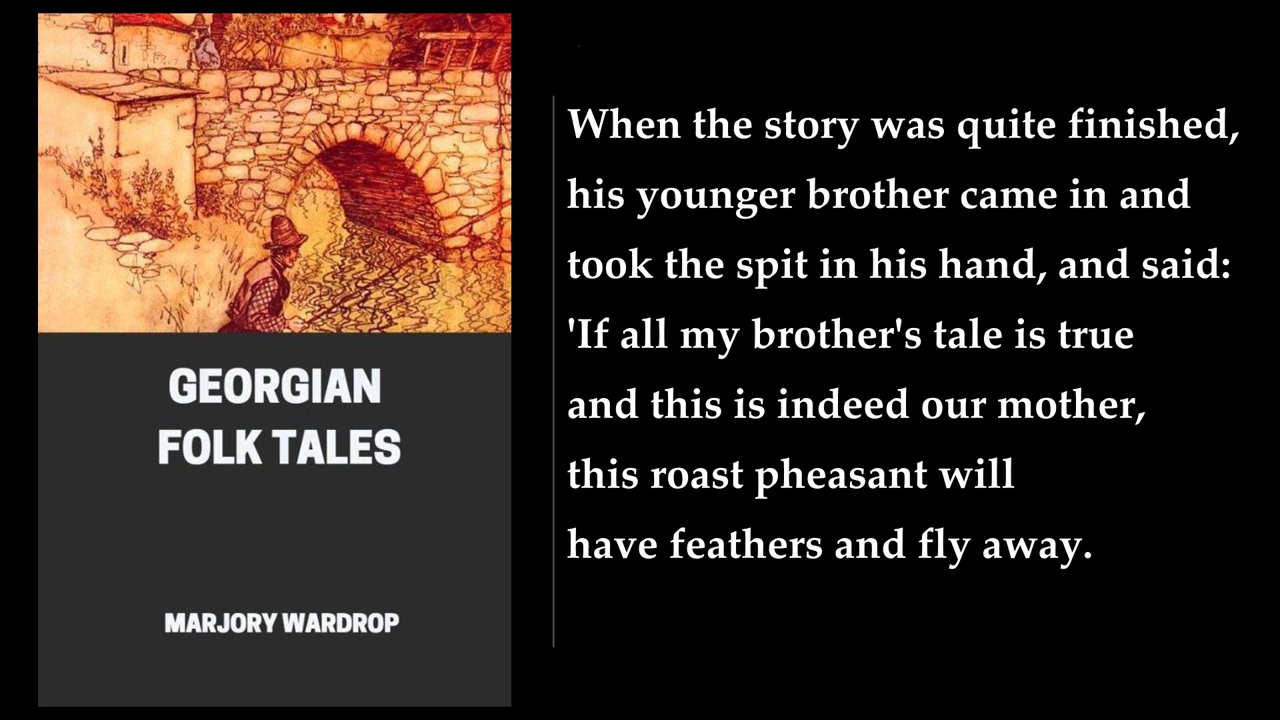 GEORGIAN
FOLK TALES
MARJORY WARDROP
When the story was quite finished,
his younger brother came in and
took the spit in his hand, and said:
'If all my brother's tale is true
and this is indeed our mother,
this roast pheasant will
have feathers and fly away.